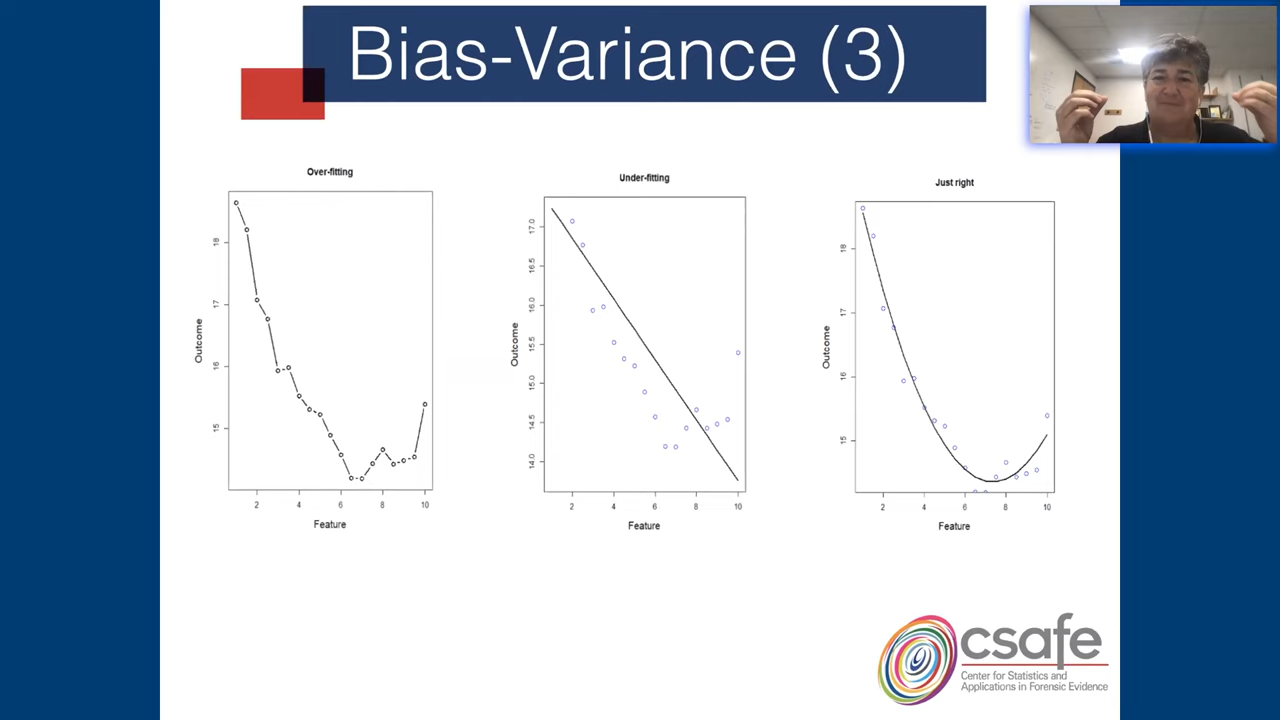 Bias-Variance (3)
Over-fitting
Outcome
18
17
16
15
2 4 6 8 10
Feature
Under-fitting
Outcome
17.0
16.5
16.0
15.5
15.0
14.5
14.0
2 4 6 8 10
Feature
Just right
Outcome
18
17
16
15
2 4 6 8 10
Feature
csafe
Center for Statistics and
Applications in Forensic Evidence